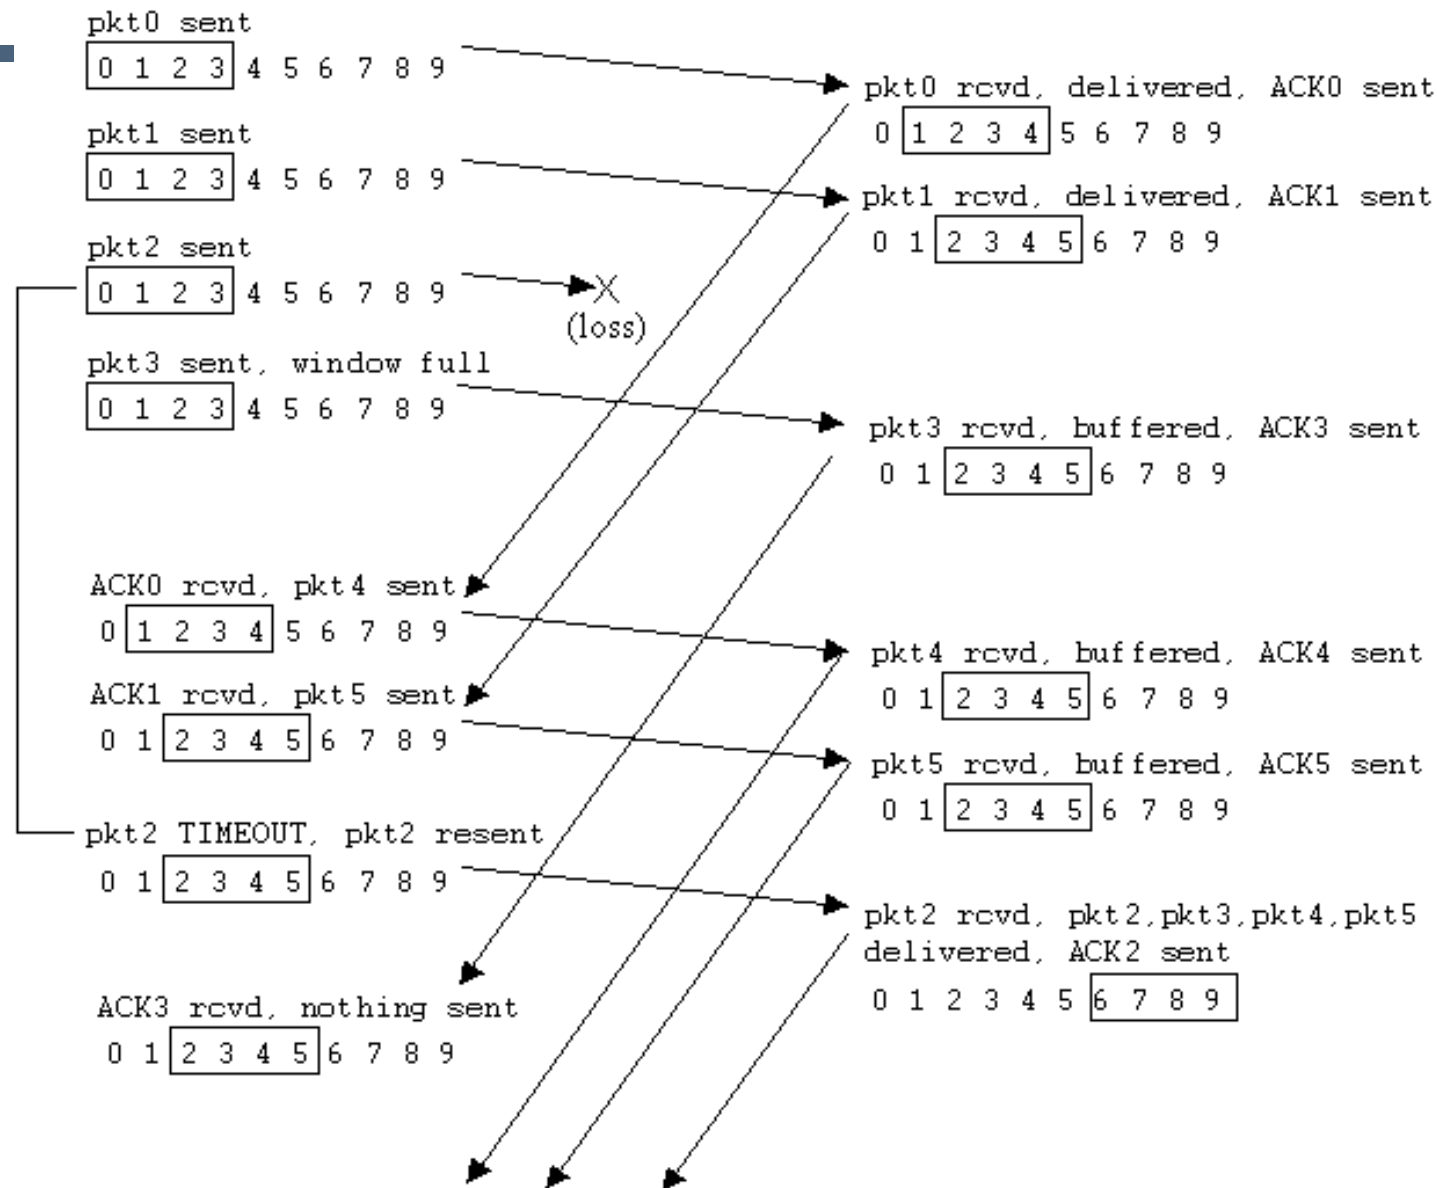 pkt0 sent
0 1 2 3 4 5 6 7 8 9
pkt0 rcvd, delivered, ACK0 sent
0 1 2 3 4 5 6 7 8 9
pkt1 sent
0 1 2 3 4 5 6 7 8 9
pkt1 rcvd, delivered, ACK1 sent
0 1 2 3 4 5 6 7 8 9
pkt2 sent
0 1 2 3 4 5 6 7 8 9
X
(loss)
pkt3 sent, window full
0 1 2 3 4 5 6 7 8 9
pkt3 rcvd, buffered, ACK3 sent
0 1 2 3 4 5 6 7 8 9
ACK0 rcvd, pkt4 sent
0 1 2 3 4 5 6 7 8 9
pkt4 rcvd, buffered, ACK4 sent
0 1 2 3 4 5 6 7 8 9
ACK1 rcvd, pkt5 sent
0 1 2 3 4 5 6 7 8 9
pkt5 rcvd, buffered, ACK5 sent
0 1 2 3 4 5 6 7 8 9
pkt2 TIMEOUT, pkt2 resent
0 1 2 3 4 5 6 7 8 9
pkt2 rcvd, pkt2,pkt3,pkt4,pkt5
delivered, ACK2 sent
0 1 2 3 4 5 6 7 8 9
ACK3 rcvd, nothing sent
0 1 2 3 4 5 6 7 8 9